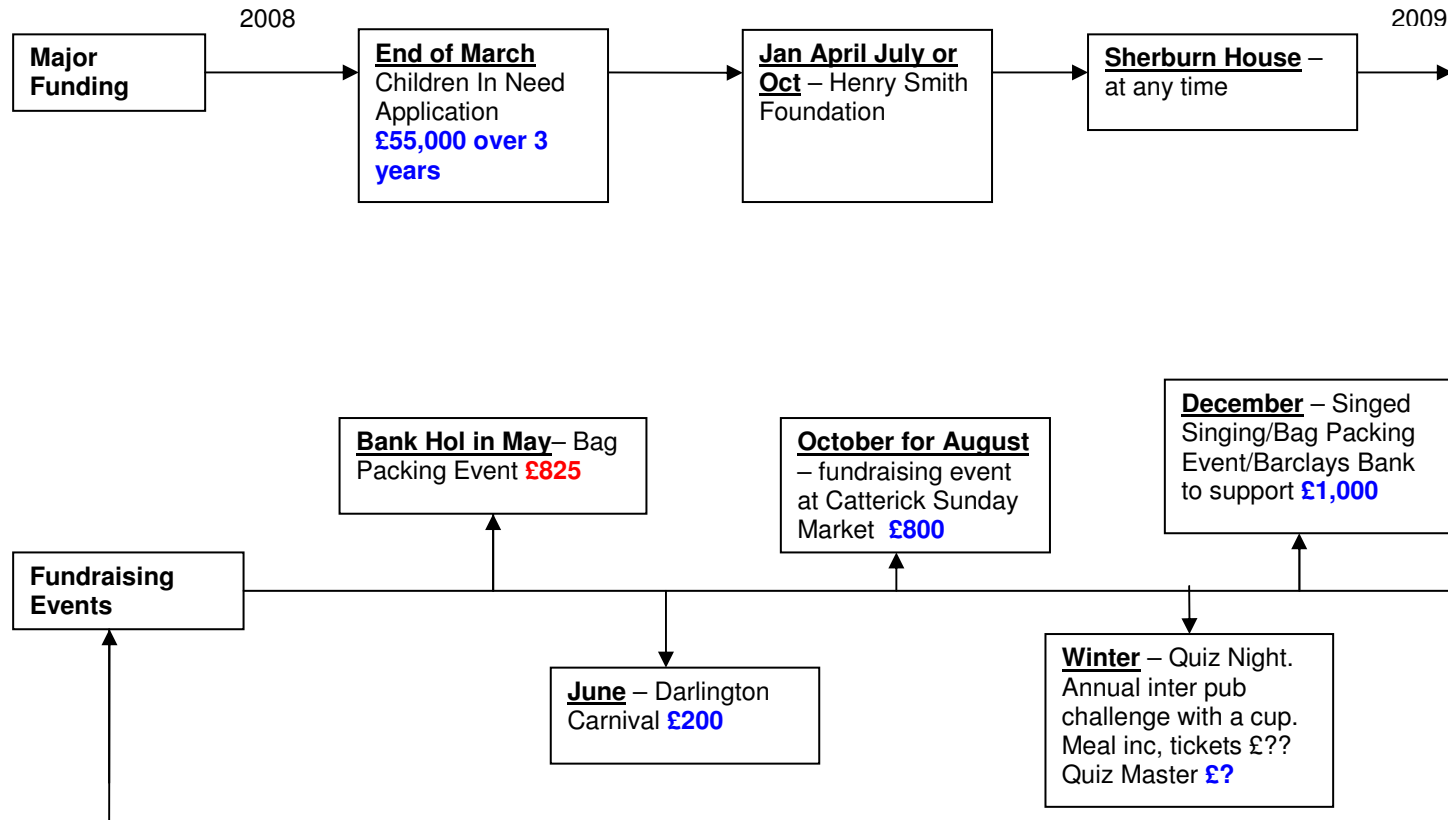 2008
2009
Major
Funding
End of March
Children In Need
Application
£55,000 over 3
years
Jan April July or
Oct – Henry Smith
Foundation
Sherburn House –
at any time
Bank Hol in May– Bag
Packing Event £825
October for August
– fundraising event
at Catterick Sunday
Market £800
December – Singed
Singing/Bag Packing
Event/Barclays Bank
to support £1,000
Fundraising
Events
June – Darlington
Carnival £200
Winter – Quiz Night.
Annual inter pub
challenge with a cup.
Meal inc, tickets £??
Quiz Master £?